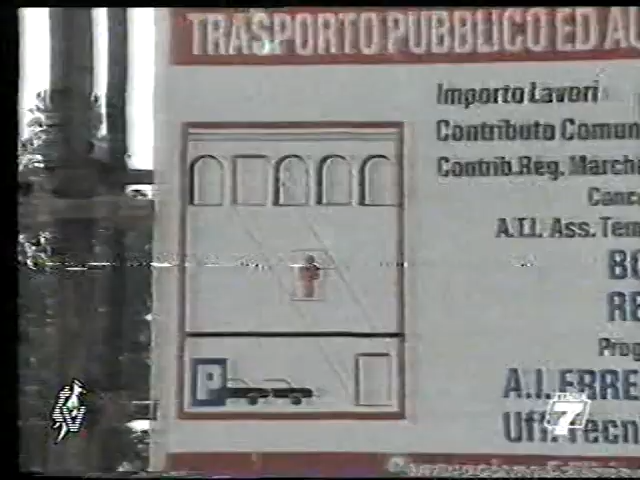 TRASPORTO PUBBLICO ED AU
Importo Lavori
Contributo Comun
Contrib.Reg. Marche
Conc
A.T.I. Ass. Tem
BO
RE
Prog
P
A.I. ERRE
Uff. Tecn
7